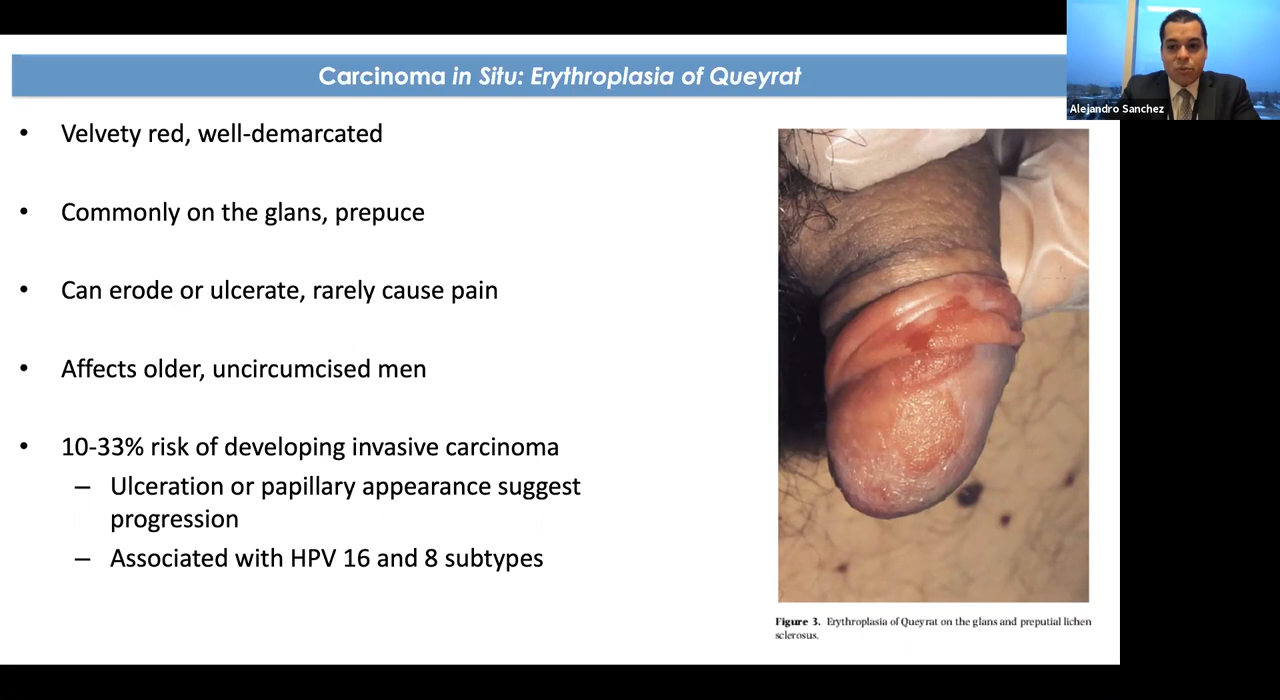 Carcinoma in Situ: Erythroplasia of Queyrat
Alejandro Sanchez
• Velvety red, well-demarcated
• Commonly on the glans, prepuce
• Can erode or ulcerate, rarely cause pain
• Affects older, uncircumcised men
• 10-33% risk of developing invasive carcinoma
– Ulceration or papillary appearance suggest
progression
– Associated with HPV 16 and 8 subtypes
Figure 3. Erythroplasia of Queyrat on the glans and preputial lichen
sclerosus.